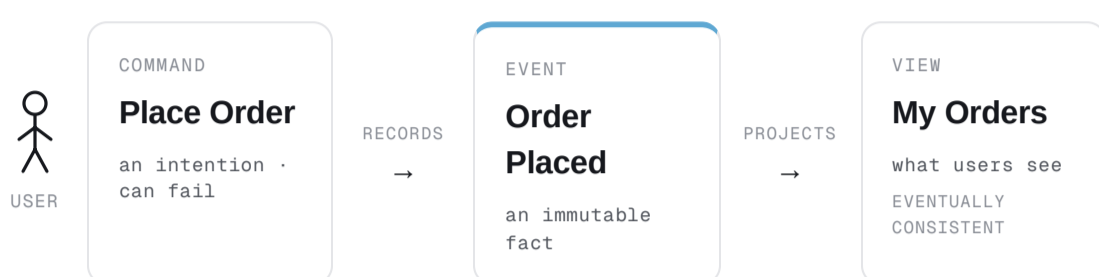 USER
COMMAND
Place Order
an intention ·
can fail
RECORDS
→
EVENT
Order
Placed
an immutable
fact
PROJECTS
→
VIEW
My Orders
what users see
EVENTUALLY
CONSISTENT